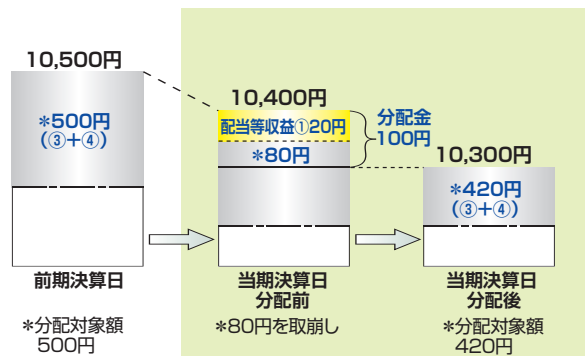 10,500円
*500円
(③+④)
前期決算日
*分配対象額
500円
10,400円
配当等収益①20円
*80円
分配金
100円
当期決算日
分配前
*80円を取崩し
10,300円
*420円
(③+④)
当期決算日
分配後
*分配対象額
420円